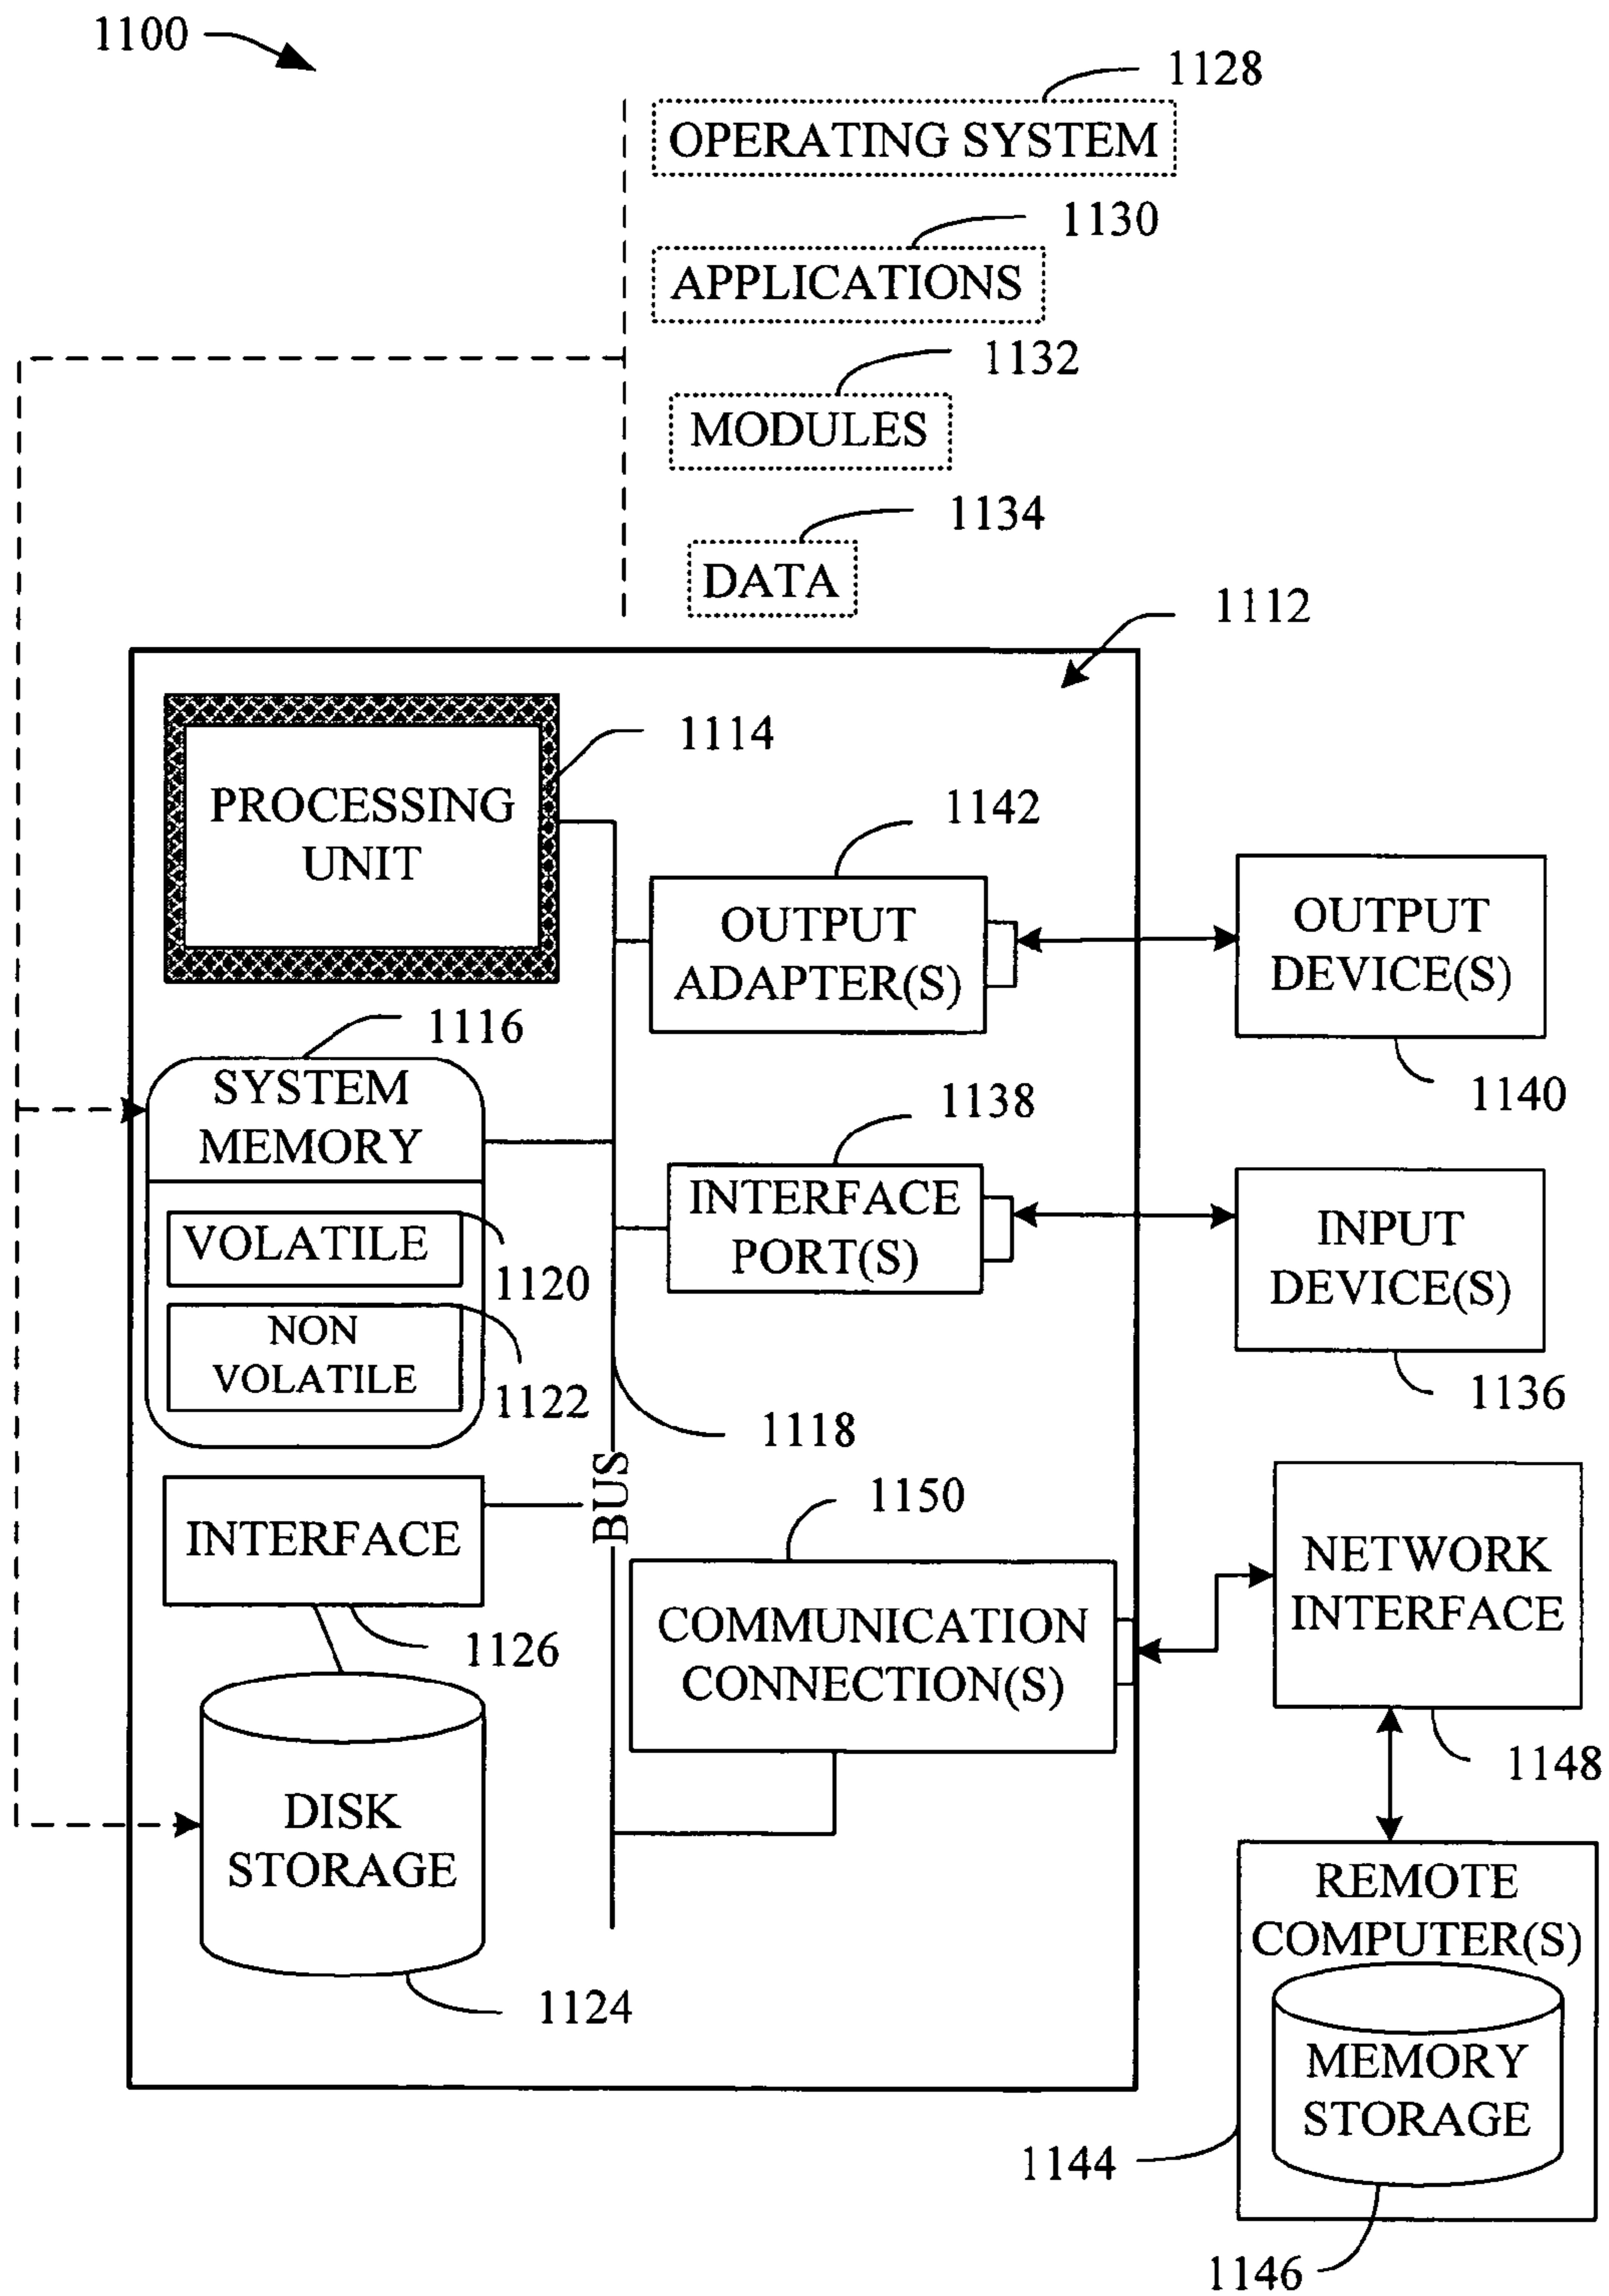 1100
1128
OPERATING SYSTEM
1130
APPLICATIONS
1132
MODULES
1134
DATA
1112
PROCESSING
UNIT
1114
1142
OUTPUT
ADAPTER(S)
OUTPUT
DEVICE(S)
1140
1116
SYSTEM
MEMORY
VOLATILE
1120
NON
VOLATILE
1122
1138
INTERFACE
PORT(S)
INPUT
DEVICE(S)
1136
1118
BUS
INTERFACE
1126
1150
COMMUNICATION
CONNECTION(S)
NETWORK
INTERFACE
1148
DISK
STORAGE
1124
REMOTE
COMPUTER(S)
MEMORY
STORAGE
1144
1146